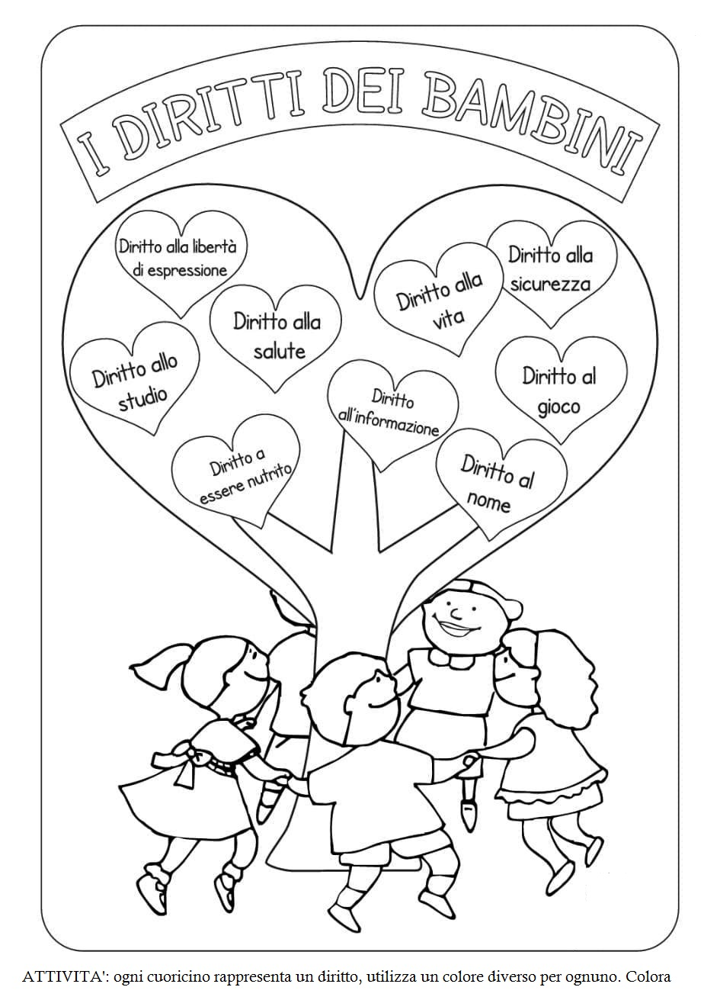 I DIRITTI DEI BAMBINI
Diritto alla libertà
di espressione
Diritto alla
sicurezza
Diritto alla
vita
Diritto alla
salute
Diritto allo
studio
Diritto al
gioco
Diritto
all'informazione
Diritto a
essere nutrito
Diritto al
nome
ATTIVITA': ogni cuoricino rappresenta un diritto, utilizza un colore diverso per ognuno. Colora